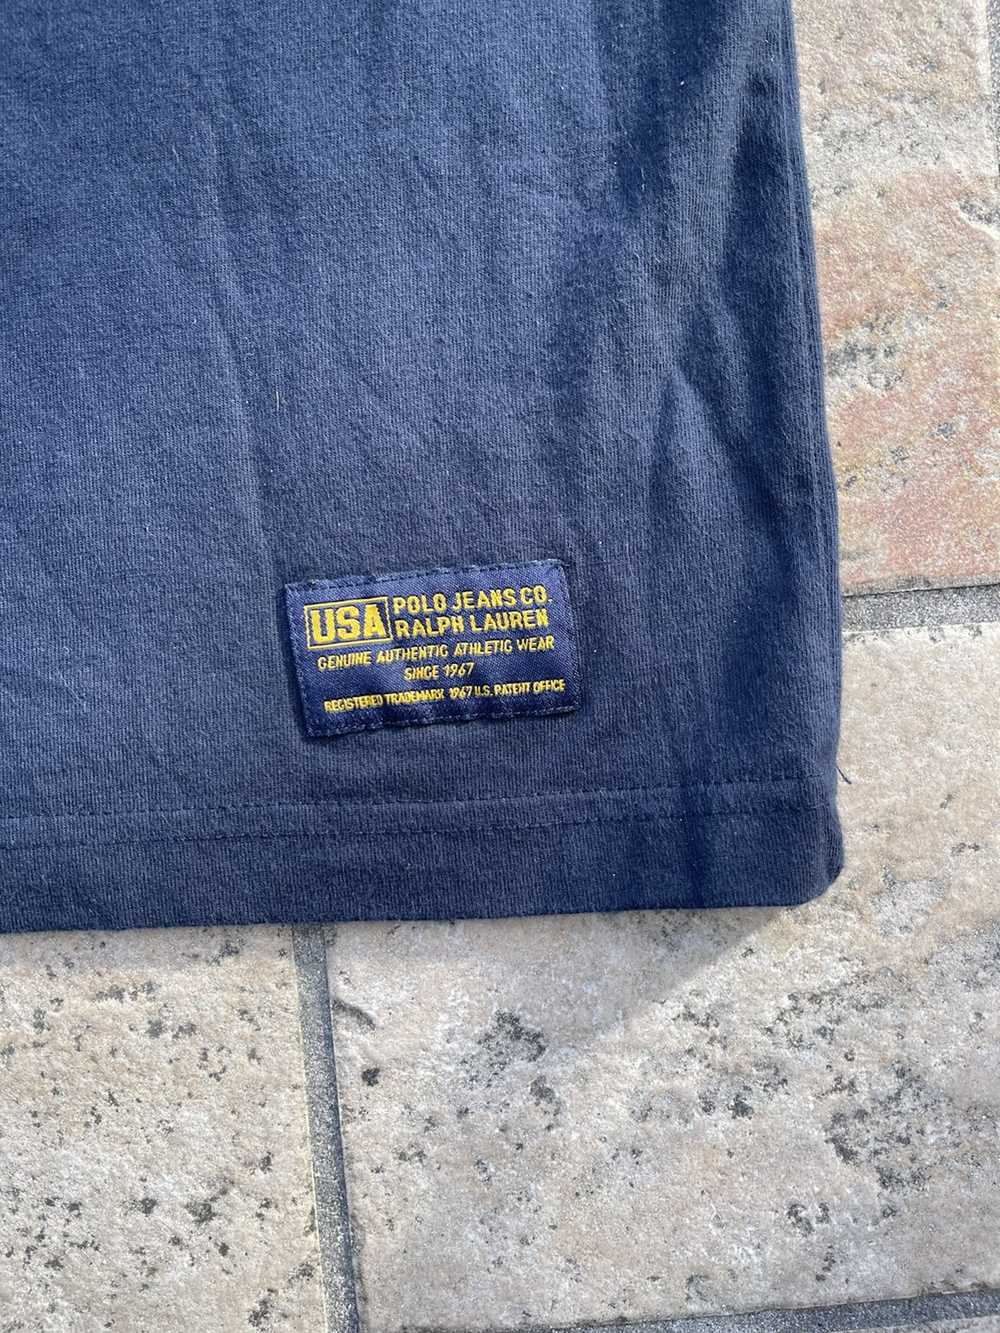 USA POLO JEANS CO.
RALPH LAUREN
GENUINE AUTHENTIC ATHLETIC WEAR
SINCE 1967
REGISTERED TRADEMARK 1967 U.S. PATENT OFFICE